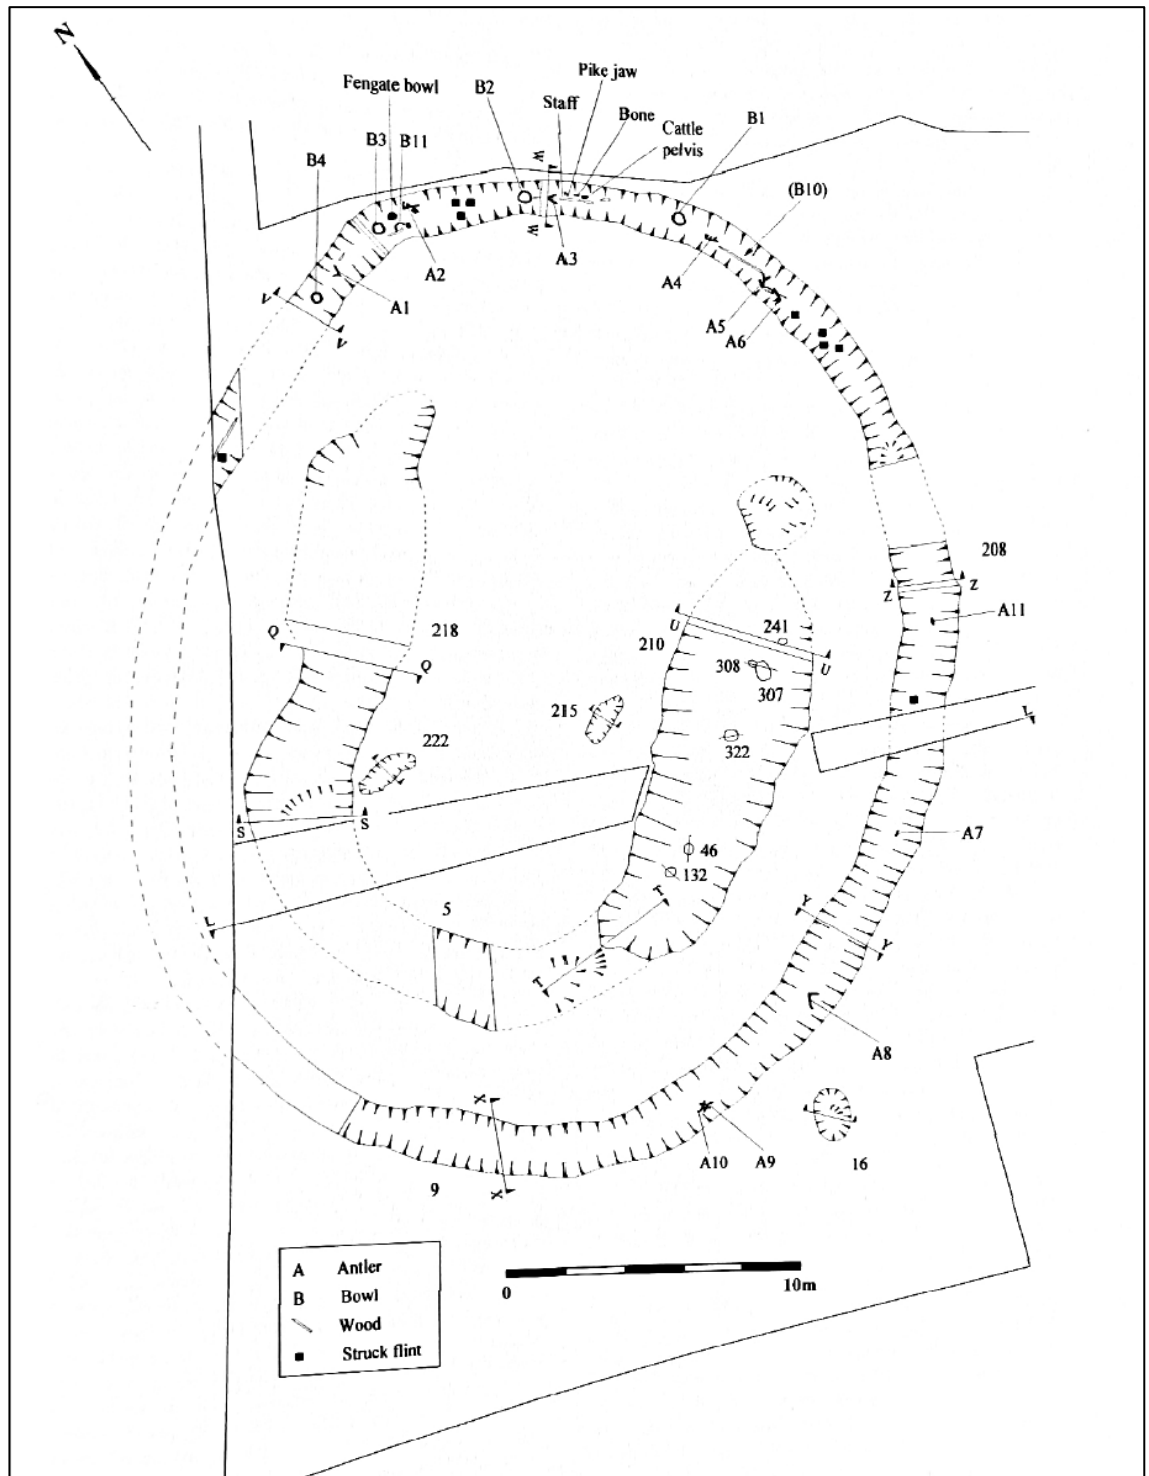 N
Pike jaw
Fengate bowl
B2
Staff
Bone
B1
Cattle
pelvis
B3
B11
B4
W
(B10)
W
A2
A3
A4
A1
V
V
A5
A6
208
Z
Z
A11
Q
218
Q
U
210
241
U
308
307
215
322
222
L
S
S
A7
46
132
T
L
5
Y
Y
T
A8
X
A10
A9
16
9
X
A Antler
B Bowl
Wood
Struck flint
0
10m